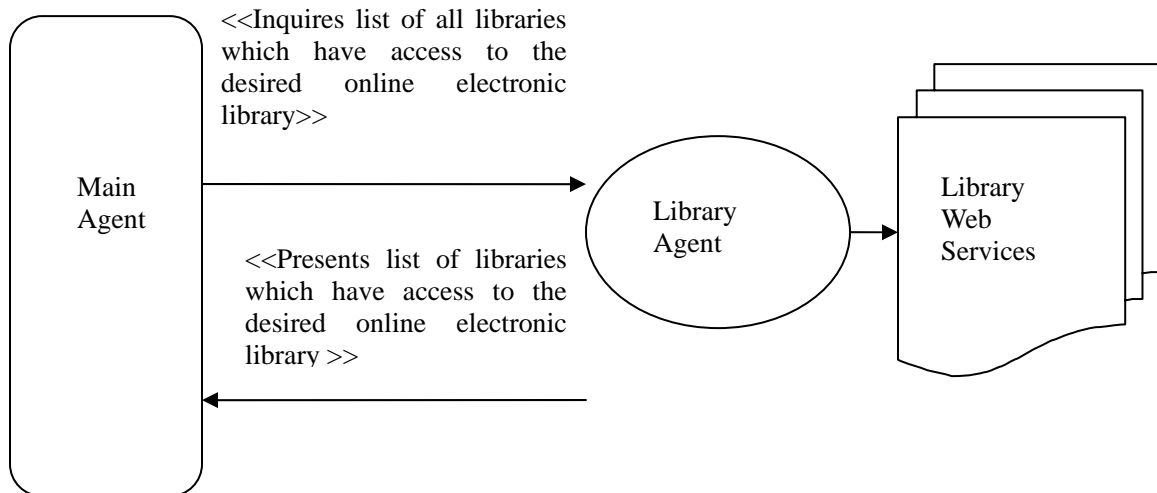 <<Inquires list of all libraries
which have access to the
desired online electronic
library>>
Main
Agent
Library
Agent
Library
Web
Services
<<Presents list of libraries
which have access to the
desired online electronic
library >>